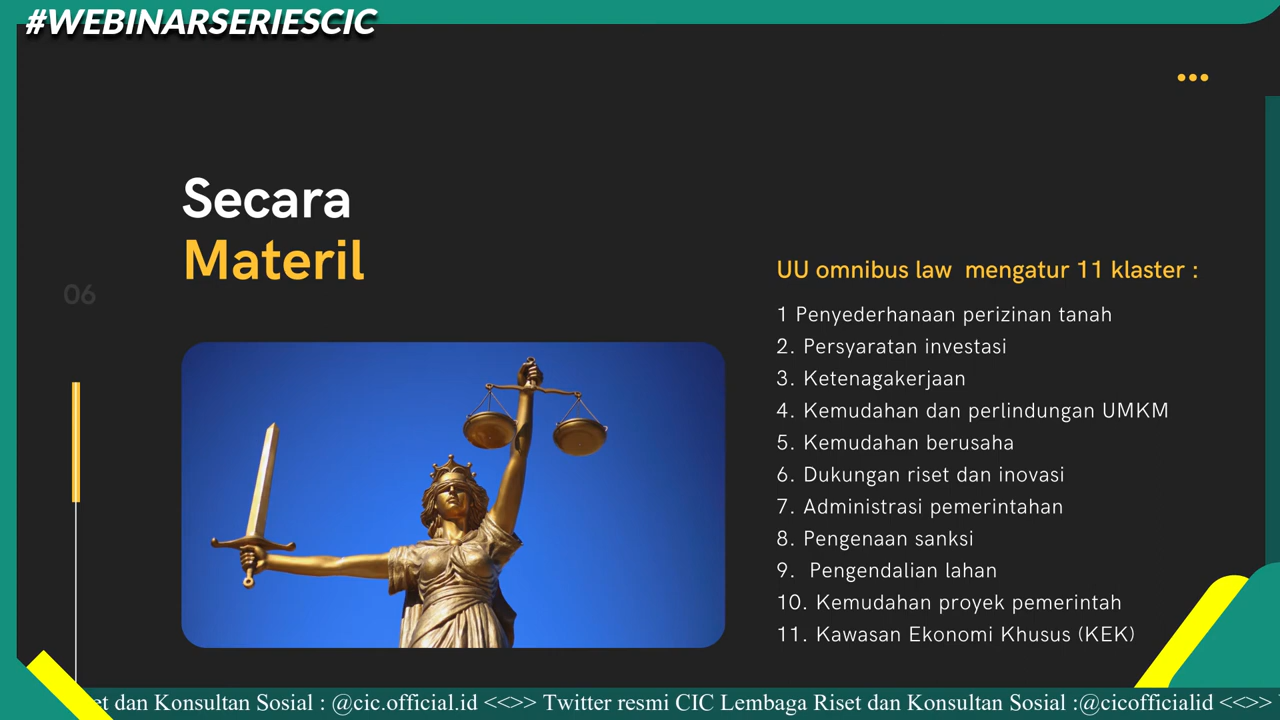 #WEBINARSERIESCIC
Secara
Materil
06
UU omnibus law  mengatur 11 klaster :
1 Penyederhanaan perizinan tanah
2. Persyaratan investasi
3. Ketenagakerjaan
4. Kemudahan dan perlindungan UMKM
5. Kemudahan berusaha
6. Dukungan riset dan inovasi
7. Administrasi pemerintahan
8. Pengenaan sanksi
9.  Pengendalian lahan
10. Kemudahan proyek pemerintah
11. Kawasan Ekonomi Khusus (KEK)
dan Konsultan Sosial : @cic.official.id <<>> Twitter resmi CIC Lembaga Riset dan Konsultan Sosial :@cicofficialid <<>>